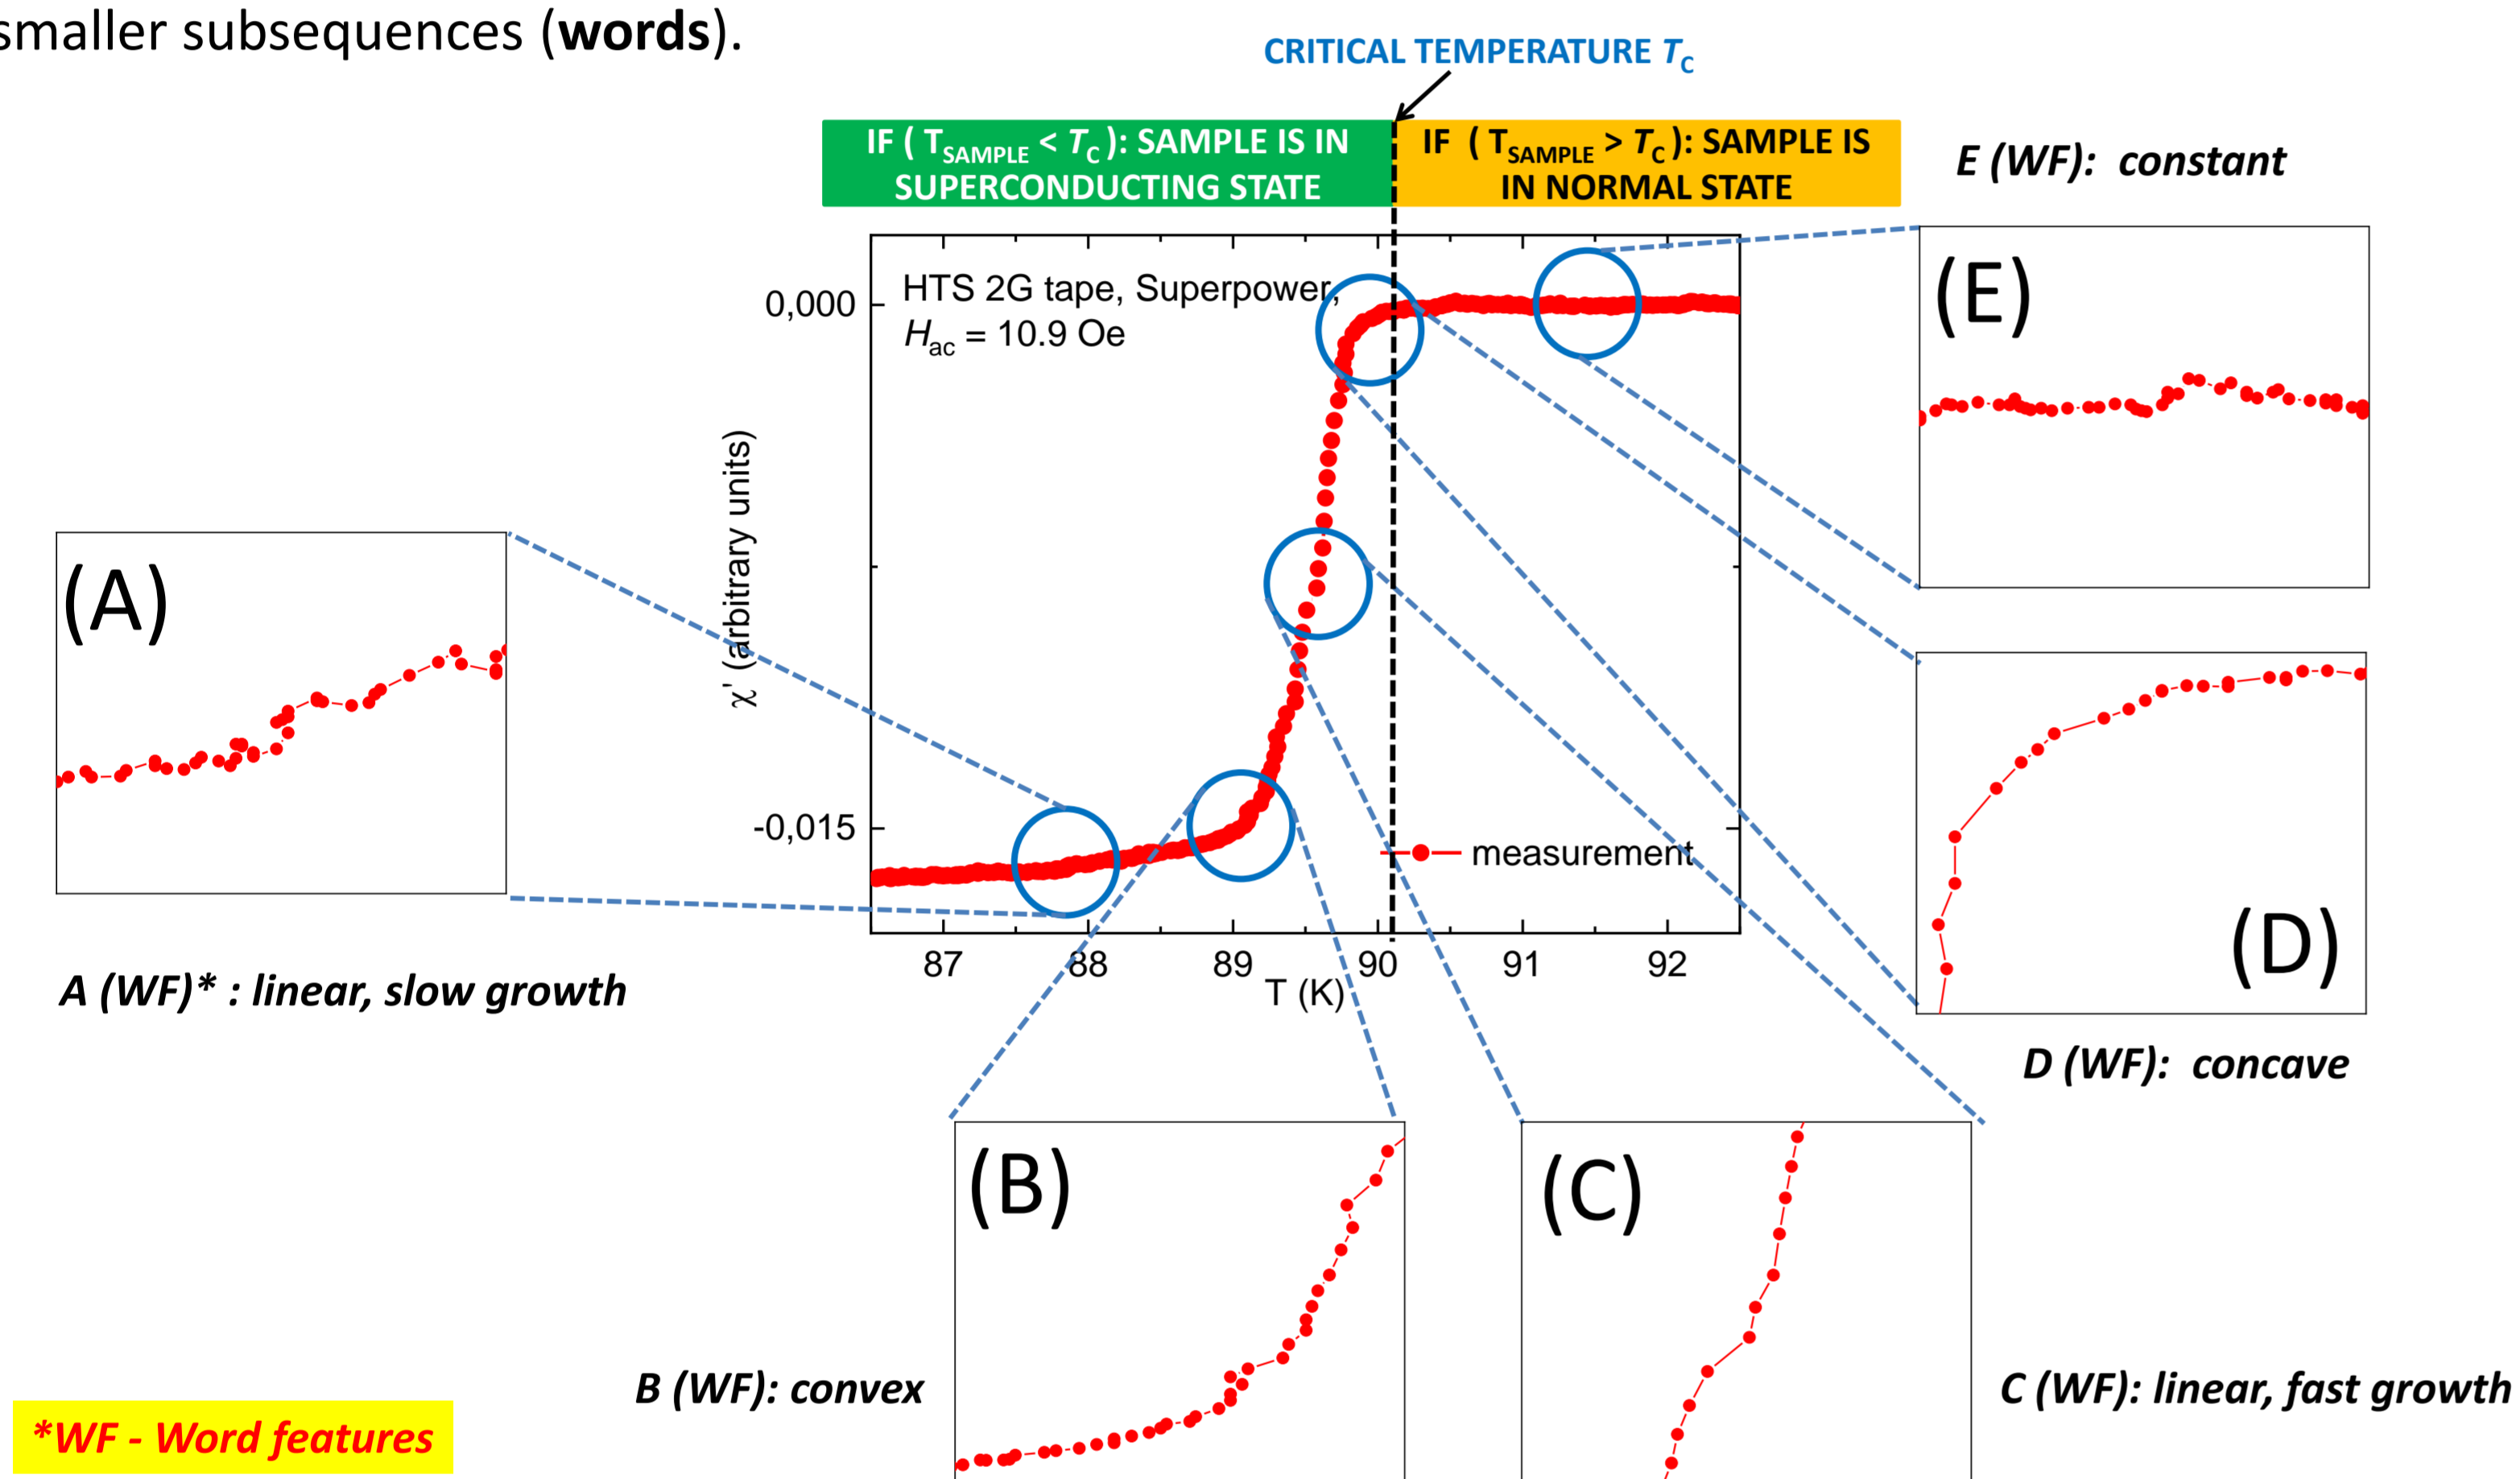 smaller subsequences (words).
CRITICAL TEMPERATURE TC
IF ( TSAMPLE < TC ): SAMPLE IS IN
SUPERCONDUCTING STATE
IF ( TSAMPLE > TC ): SAMPLE IS
IN NORMAL STATE
E (WF): constant
(E)
HTS 2G tape, Superpower,
Hac = 10.9 Oe
0,000
-0,015
χ' (arbitrary units)
measurement
87 88 89 90 91 92
T (K)
(A)
A (WF)* : linear, slow growth
(D)
D (WF): concave
(B)
B (WF): convex
(C)
C (WF): linear, fast growth
*WF - Word features